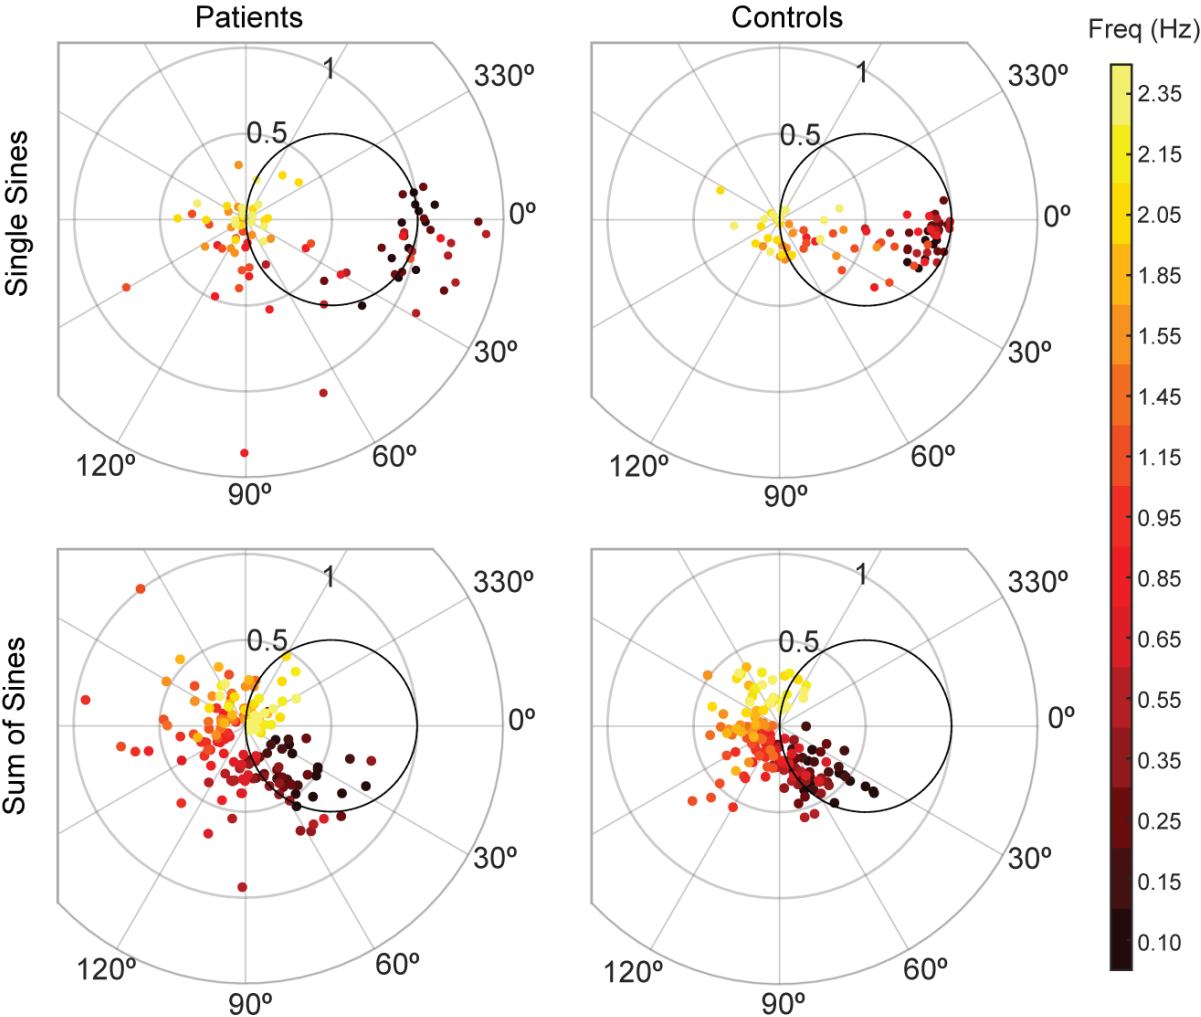 Patients
Controls
Freq (Hz)
Single Sines
1
330º
0.5
0º
30º
60º
90º
120º
1
330º
0.5
0º
30º
60º
90º
120º
Sum of Sines
1
330º
0.5
0º
30º
60º
90º
120º
1
330º
0.5
0º
30º
60º
90º
120º
2.35
2.15
2.05
1.85
1.55
1.45
1.15
0.95
0.85
0.65
0.55
0.35
0.25
0.15
0.10